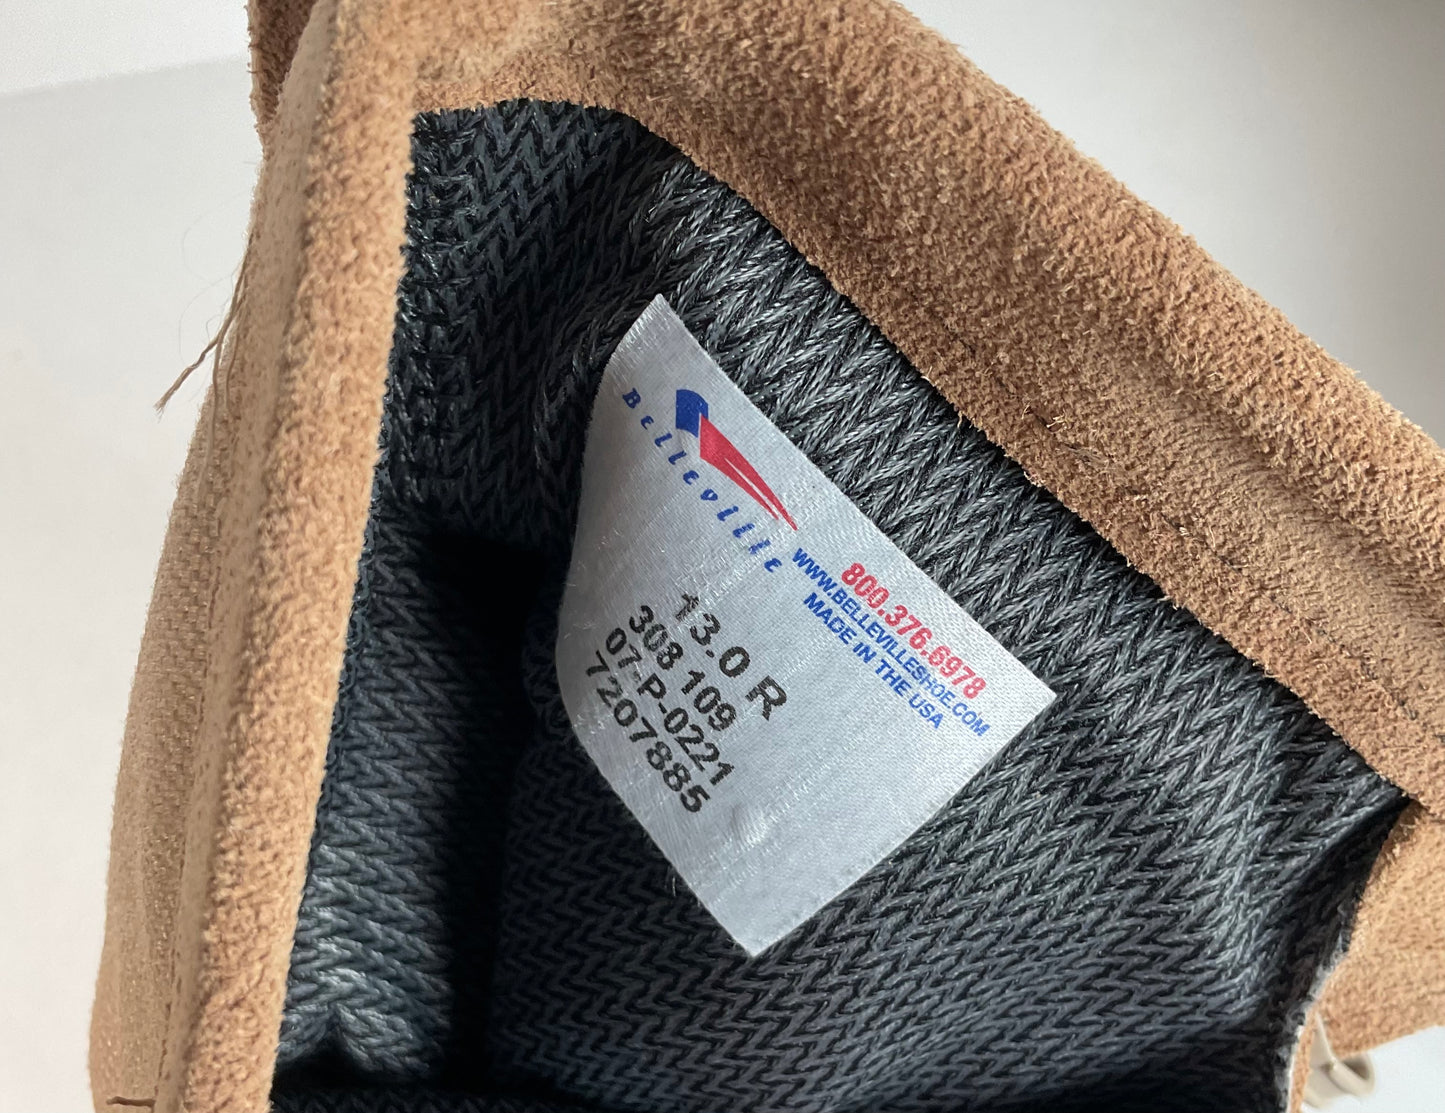 Belleville
800.376.6978
WWW.BELLEVILLESHOE.COM
MADE IN THE USA
13.0 R
308 109
07-P-0221
7207885